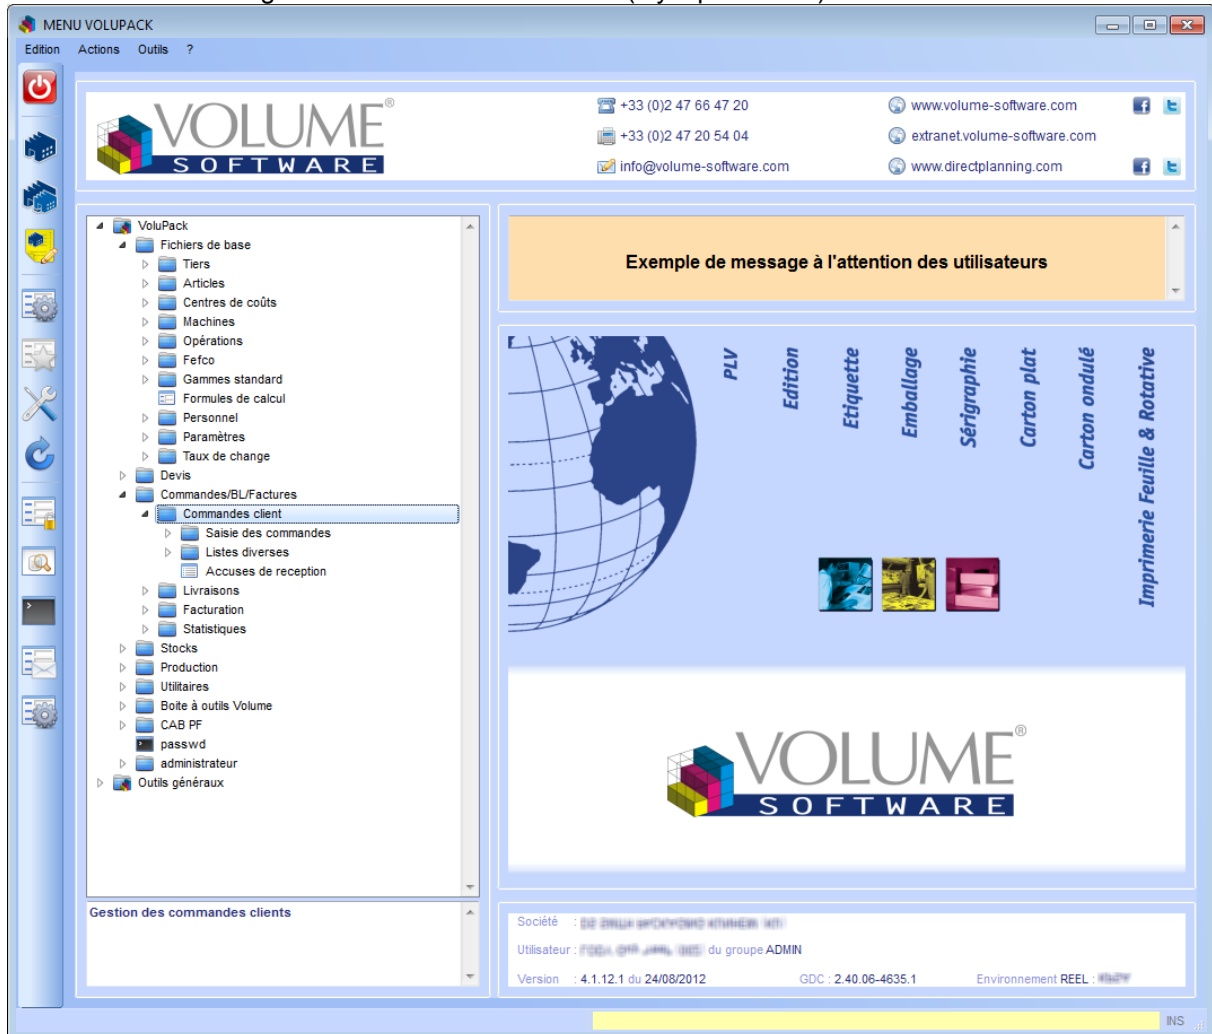 MENU VOLUPACK
Edition Actions Outils ?
VOLUME®
SOFTWARE
+33 (0)2 47 66 47 20
www.volume-software.com
+33 (0)2 47 20 54 04
extranet.volume-software.com
info@volume-software.com
www.directplanning.com
VoluPack
Fichiers de base
Tiers
Articles
Centres de coûts
Machines
Opérations
Fefco
Gammes standard
Formules de calcul
Personnel
Paramètres
Taux de change
Devis
Commandes/BL/Factures
Commandes client
Saisie des commandes
Listes diverses
Accuses de reception
Livraisons
Facturation
Statistiques
Stocks
Production
Utilitaires
Boite à outils Volume
CAB PF
passwd
administrateur
Outils généraux
Gestion des commandes clients
Exemple de message à l'attention des utilisateurs
PLV
Edition
Etiquette
Emballage
Sérigraphie
Carton plat
Carton ondulé
Imprimerie Feuille & Rotative
VOLUME®
SOFTWARE
Société :
Utilisateur : du groupe ADMIN
Version : 4.1.12.1 du 24/08/2012 GDC : 2.40.06-4635.1 Environnement REEL :
INS